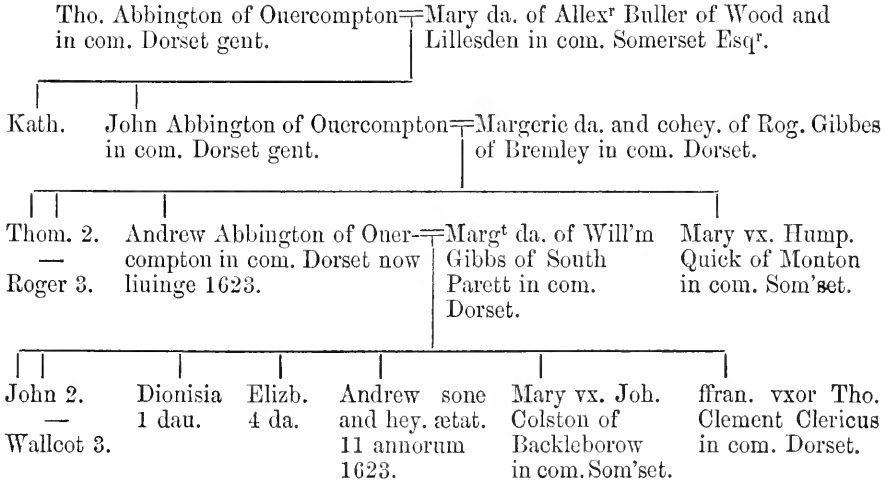 Tho. Abbington of Ouercompton=Mary da. of Allexʳ Buller of Wood and
in com. Dorset gent. Lillesden in com. Somerset Esqʳ.
Kath. John Abbington of Ouercompton=Margerie da. and cohey. of Rog. Gibbes
in com. Dorset gent. of Bremley in com. Dorset.
Thom. 2.
—
Roger 3.
Andrew Abbington of Ouer-=Margᵗ da. of Will'm
compton in com. Dorset now Gibbs of South
liuinge 1623. Parett in com.
Dorset.
Mary vx. Hump.
Quick of Monton
in com. Som'set.
John 2.
—
Wallcot 3.
Dionisia
1 dau.
Elizb.
4 da.
Andrew sone
and hey. ætat.
11 annorum
1623.
Mary vx. Joh.
Colston of
Backleborow
in com. Som'set.
ffran. vxor Tho.
Clement Clericus
in com. Dorset.